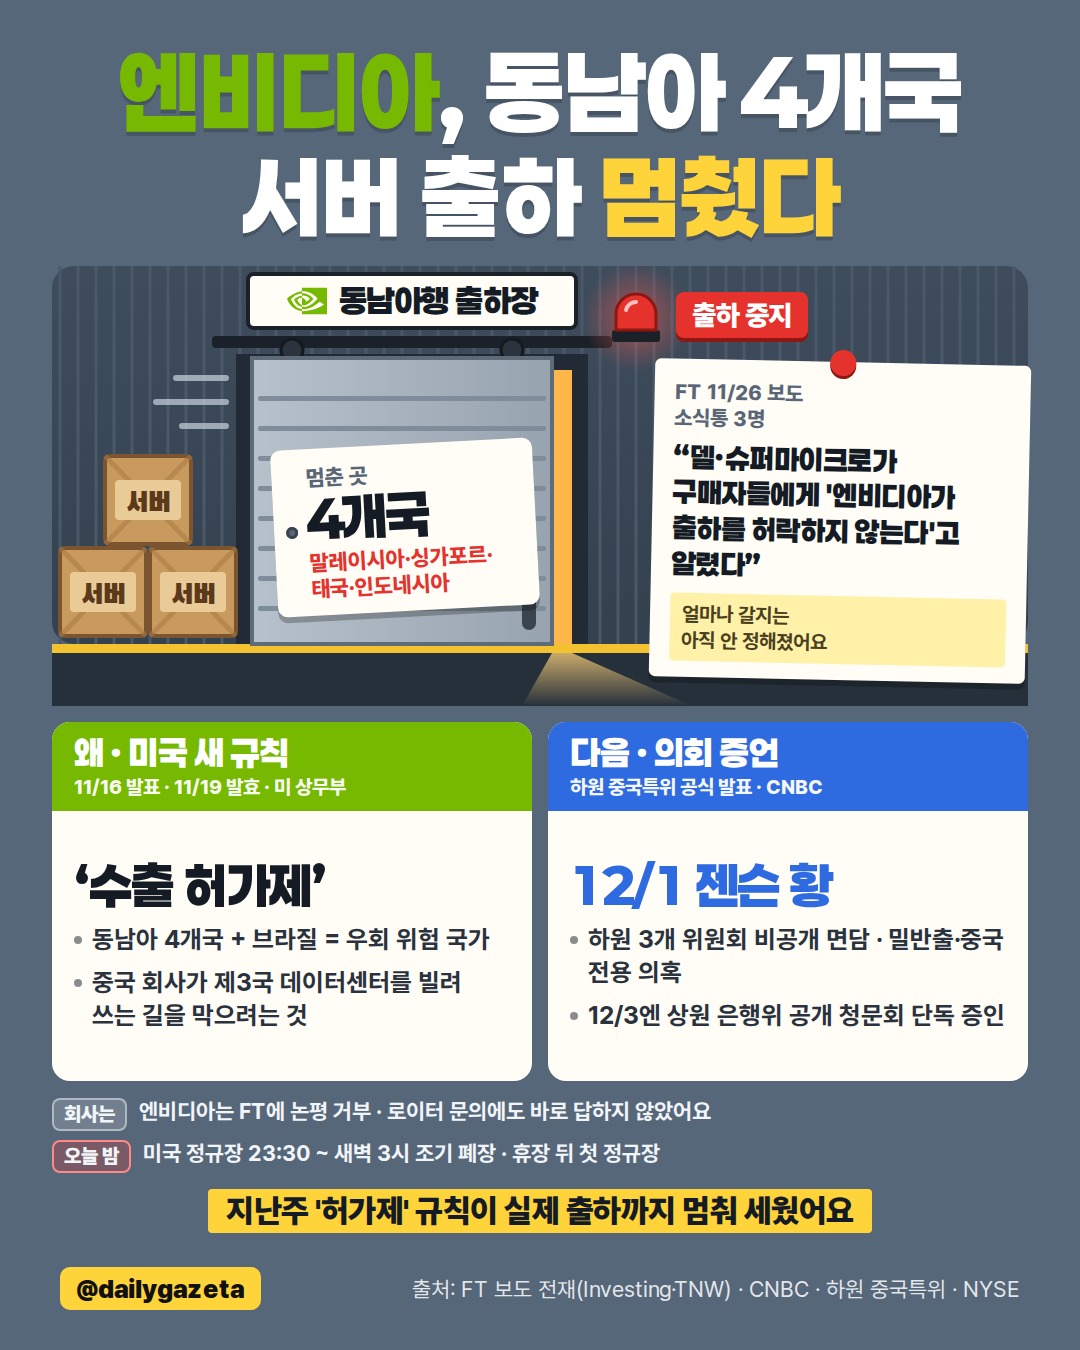 엔비디아, 동남아 4개국
서버 출하 멈췄다
동남아행 출하장
출하 중지
FT 11/26 보도
소식통 3명
“델·슈퍼마이크로가
구매자들에게 '엔비디아가
출하를 허락하지 않는다'고
알렸다”
얼마나 갈지는
아직 안 정해졌어요
멈춘 곳
4개국
말레이시아·싱가포르·
태국·인도네시아
서버
서버
서버
왜 · 미국 새 규칙
11/16 발표 · 11/19 발효 · 미 상무부
‘수출 허가제’
동남아 4개국 + 브라질 = 우회 위험 국가
중국 회사가 제3국 데이터센터를 빌려
쓰는 길을 막으려는 것
다음 · 의회 증언
하원 중국특위 공식 발표 · CNBC
12/1 젠슨 황
하원 3개 위원회 비공개 면담 · 밀반출·중국
전용 의혹
12/3엔 상원 은행위 공개 청문회 단독 증인
회사는 엔비디아는 FT에 논평 거부 · 로이터 문의에도 바로 답하지 않았어요
오늘 밤 미국 정규장 23:30 ~ 새벽 3시 조기 폐장 · 휴장 뒤 첫 정규장
지난주 '허가제' 규칙이 실제 출하까지 멈춰 세웠어요
@dailygazeta
출처: FT 보도 전재(Investing·TNW) · CNBC · 하원 중국특위 · NYSE